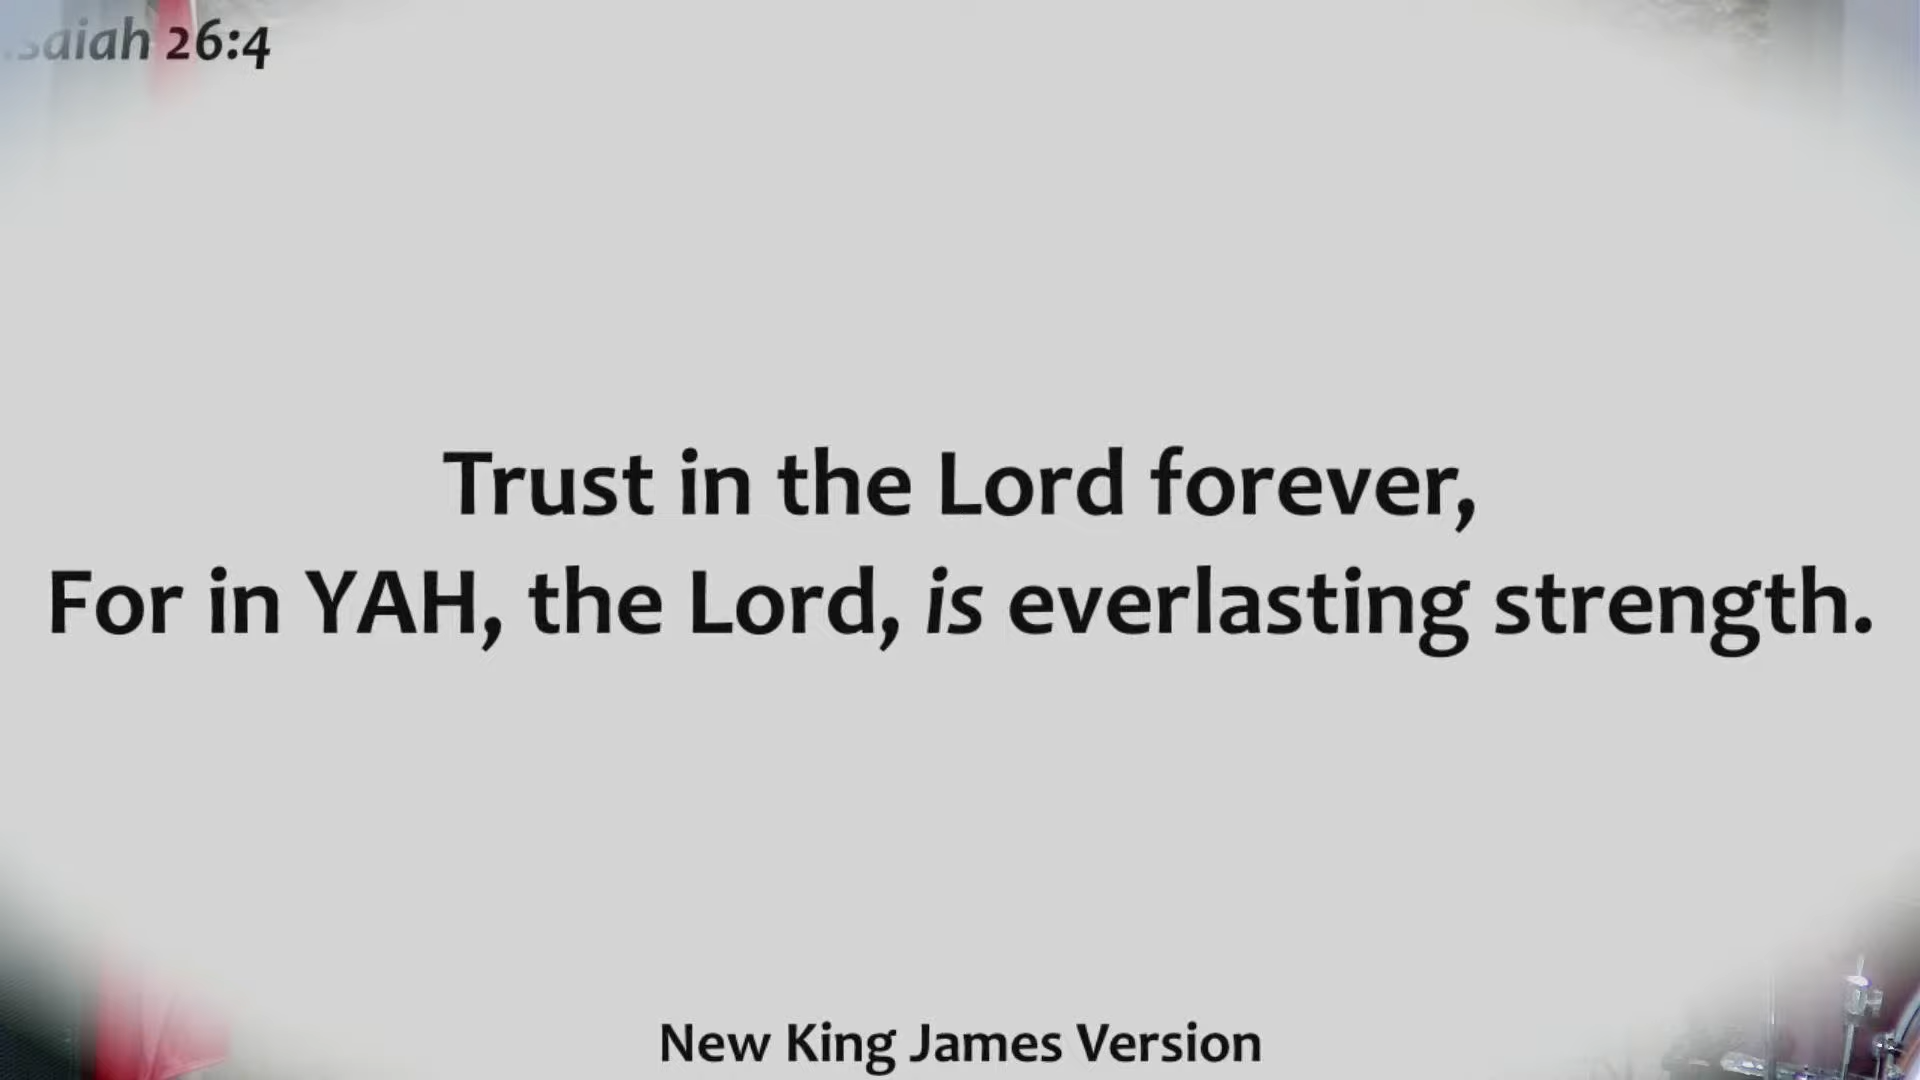 Isaiah 26:4
Trust in the Lord forever,
For in YAH, the Lord, is everlasting strength.
New King James Version